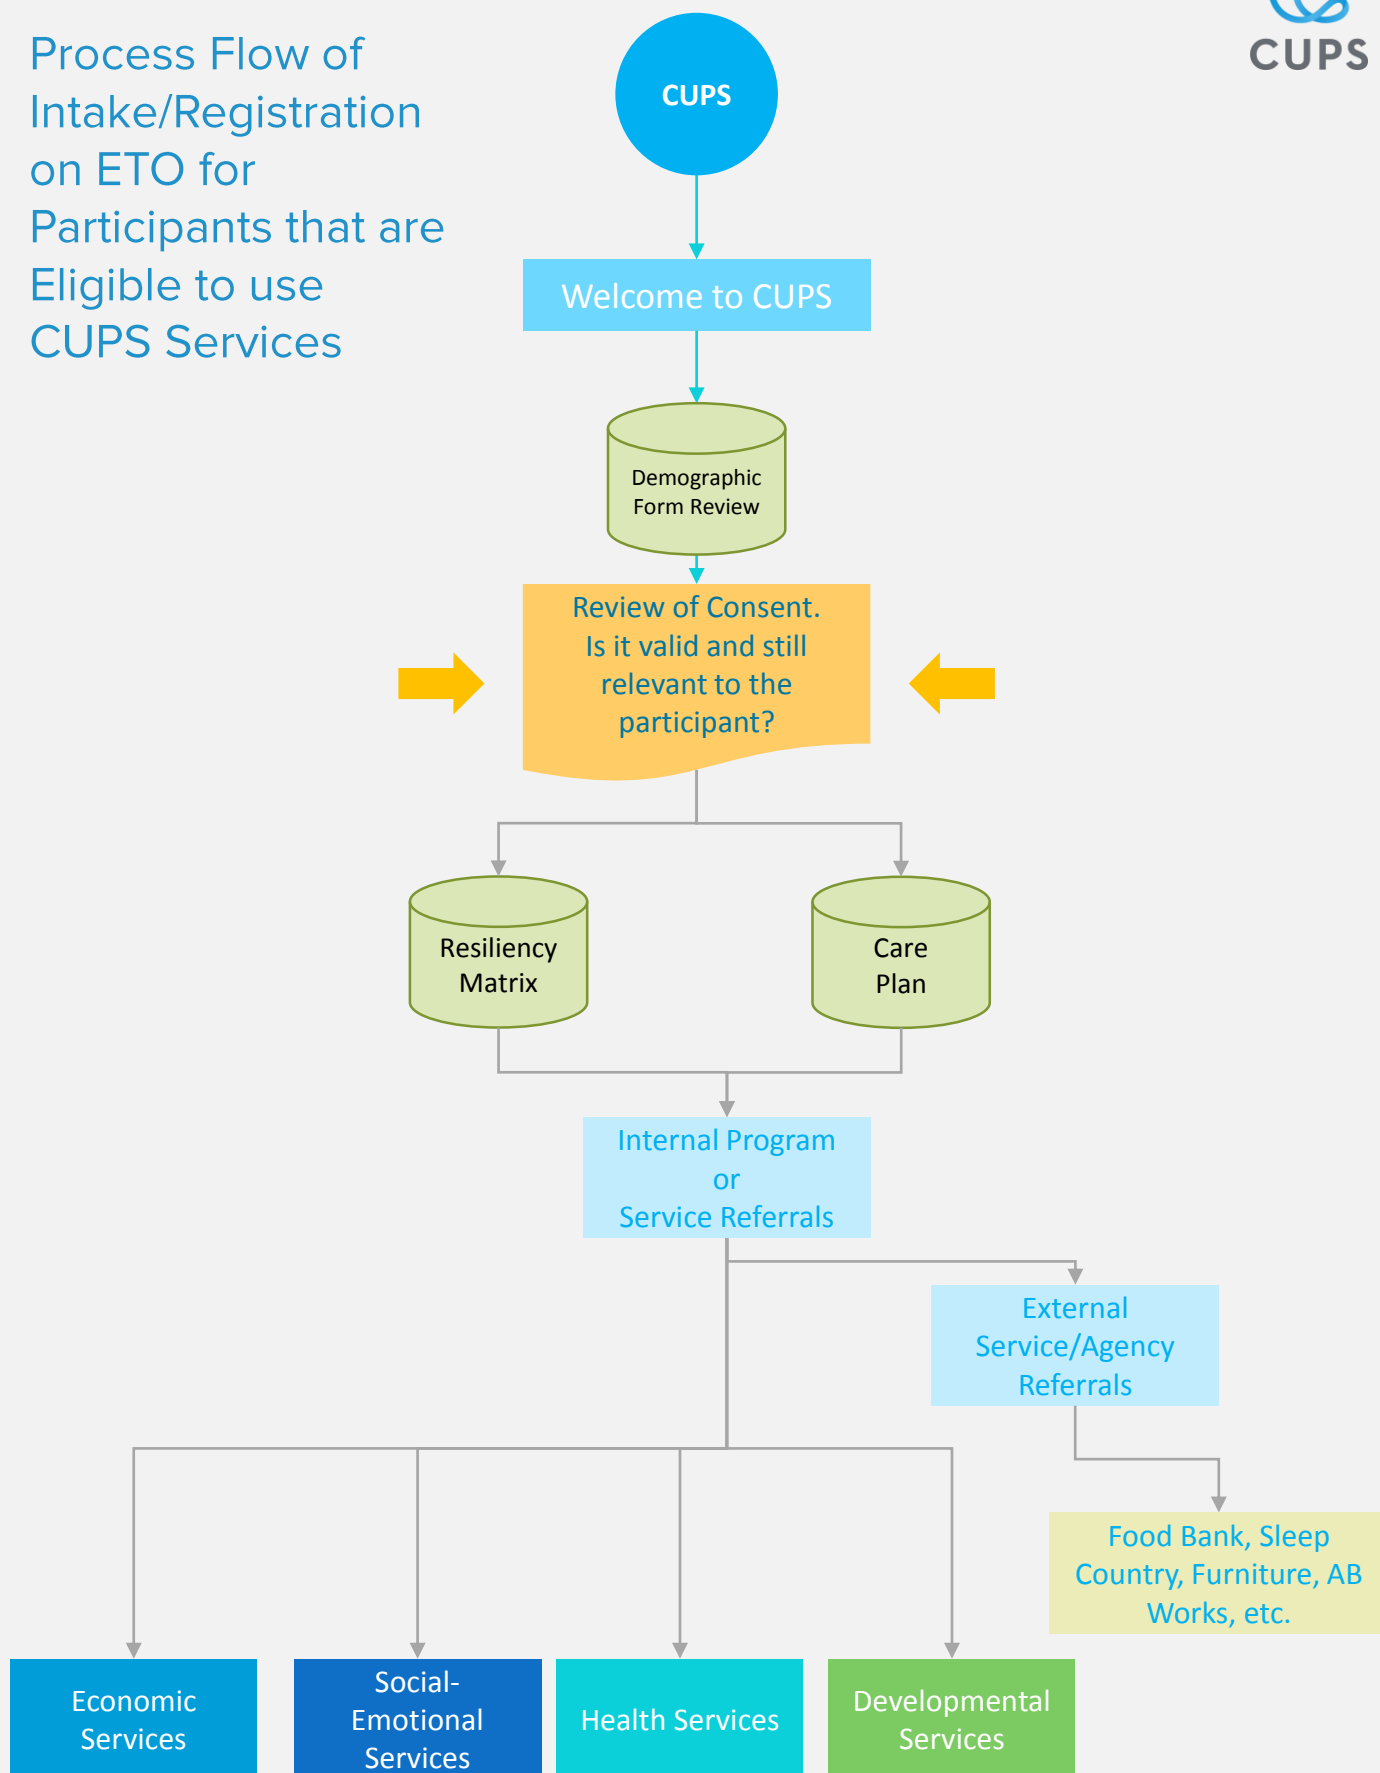 Process Flow of
Intake/Registration
on ETO for
Participants that are
Eligible to use
CUPS Services
CUPS
CUPS
Welcome to CUPS
Demographic
Form Review
Review of Consent.
Is it valid and still
relevant to the
participant?
Resiliency
Matrix
Care
Plan
Internal Program
or
Service Referrals
External
Service/Agency
Referrals
Food Bank, Sleep
Country, Furniture, AB
Works, etc.
Economic
Services
Social-
Emotional
Services
Health Services
Developmental
Services